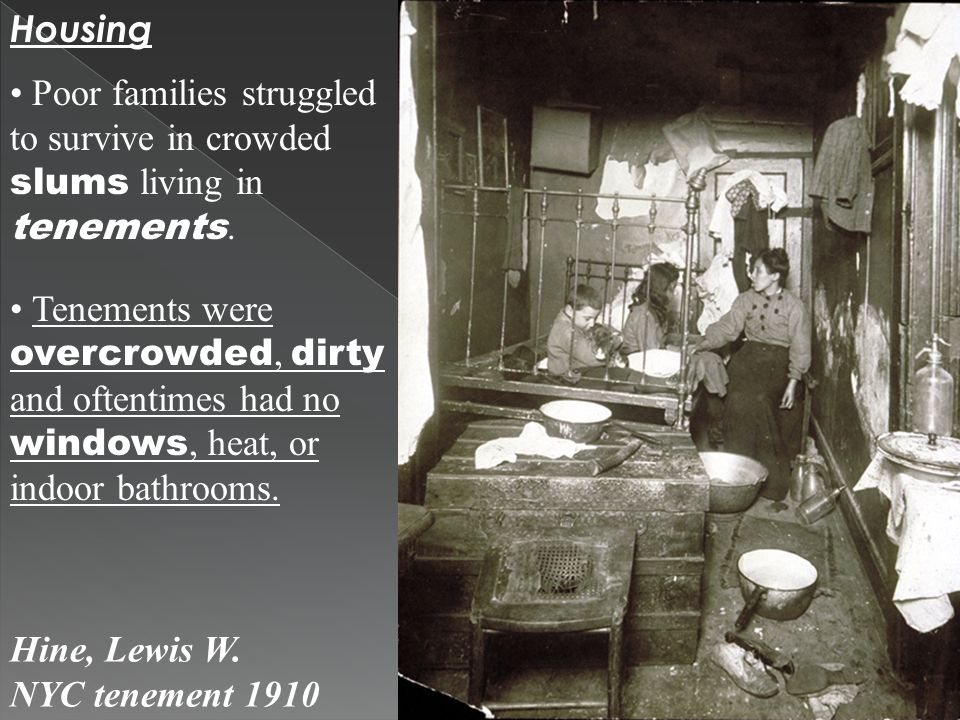 Housing
• Poor families struggled
to survive in crowded
slums living in
tenements.
• Tenements were
overcrowded, dirty
and oftentimes had no
windows, heat, or
indoor bathrooms.
Hine, Lewis W.
NYC tenement 1910